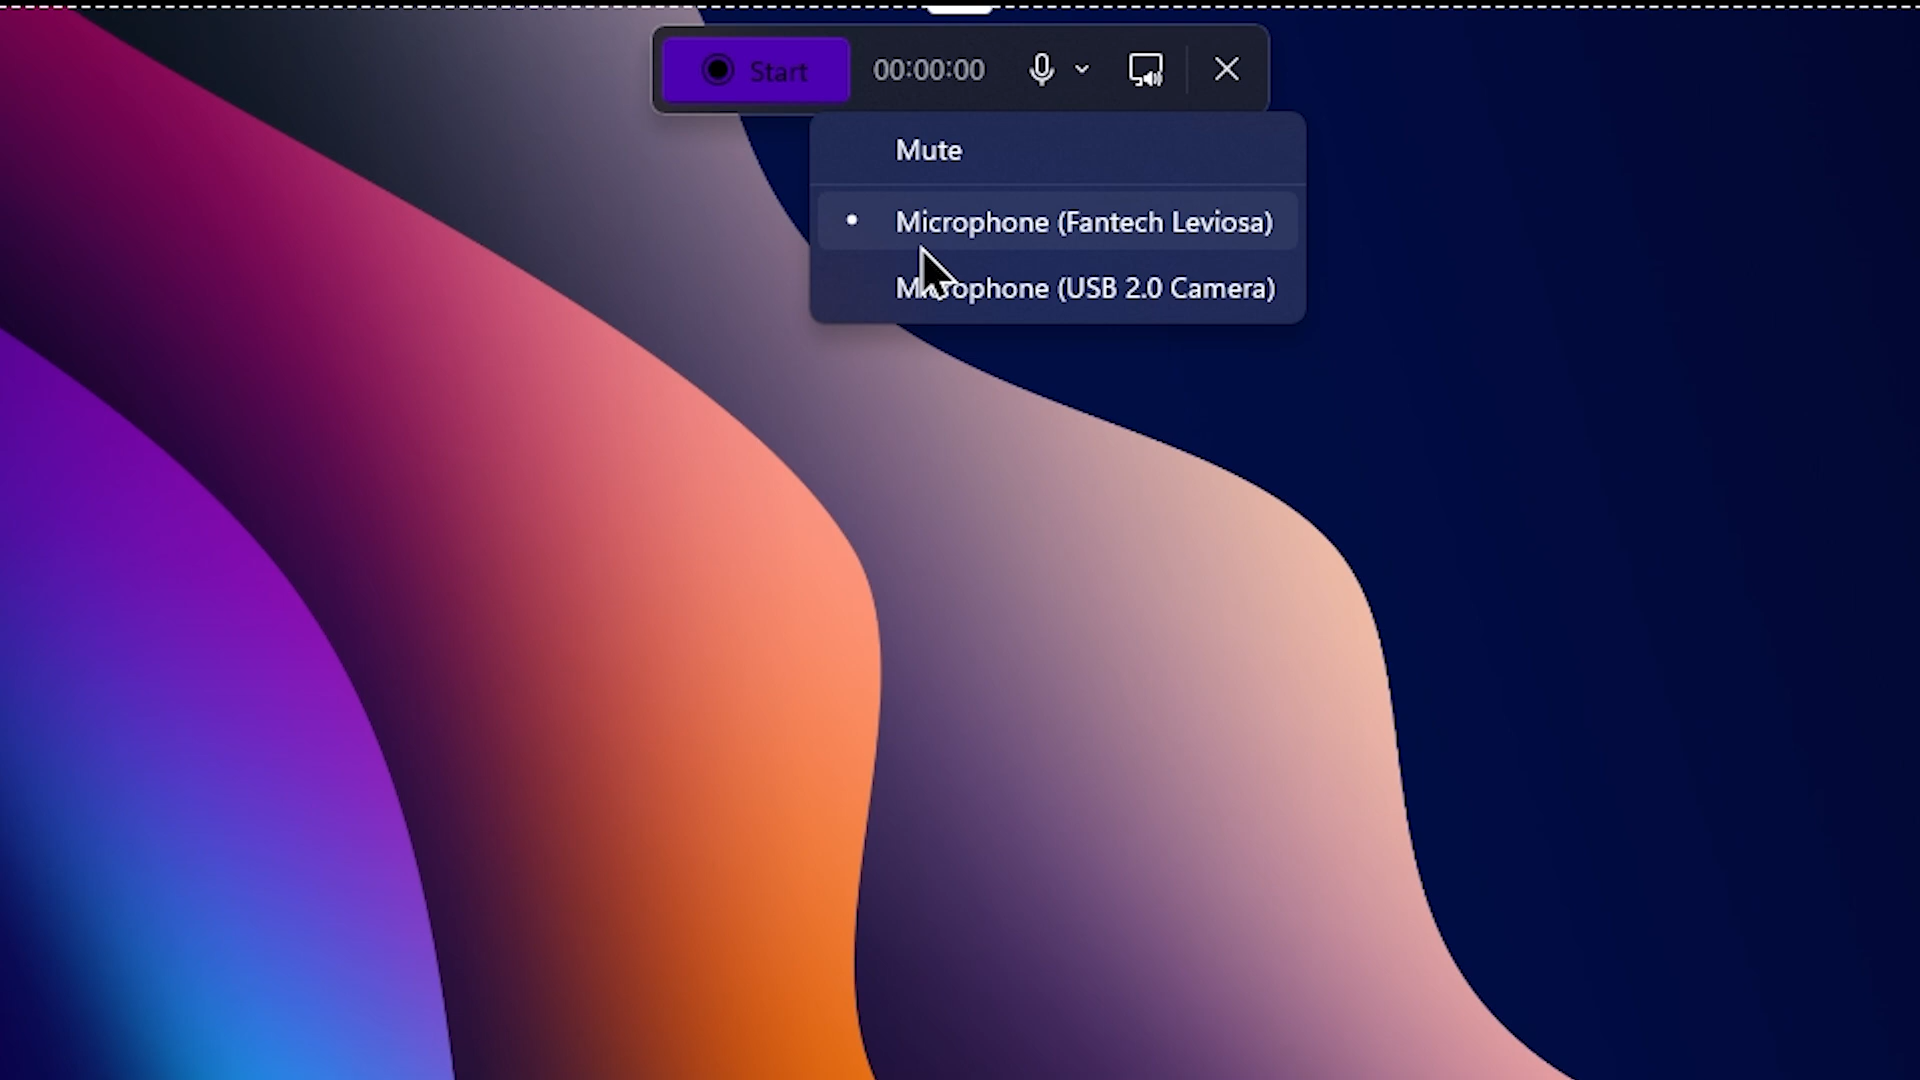 Start 00:00:00
Mute
Microphone (Fantech Leviosa)
Microphone (USB 2.0 Camera)